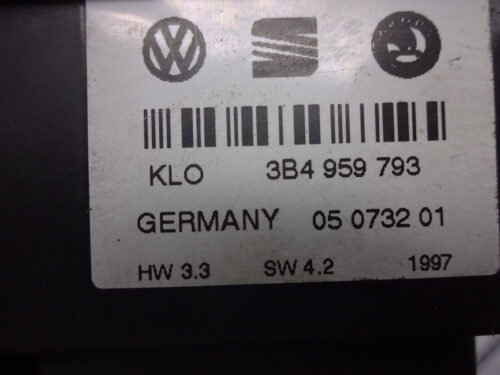 KLO 3B4 959 793
GERMANY 05 0732 01
HW 3.3 SW 4.2 1997